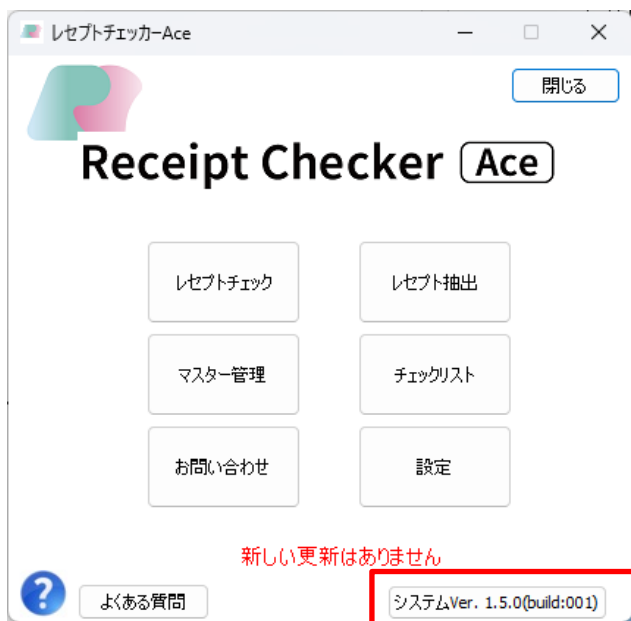 レセプトチェッカーAce
閉じる
Receipt Checker Ace
レセプトチェック
レセプト抽出
マスター管理
チェックリスト
お問い合わせ
設定
新しい更新はありません
?
よくある質問
システムVer. 1.5.0(build:001)